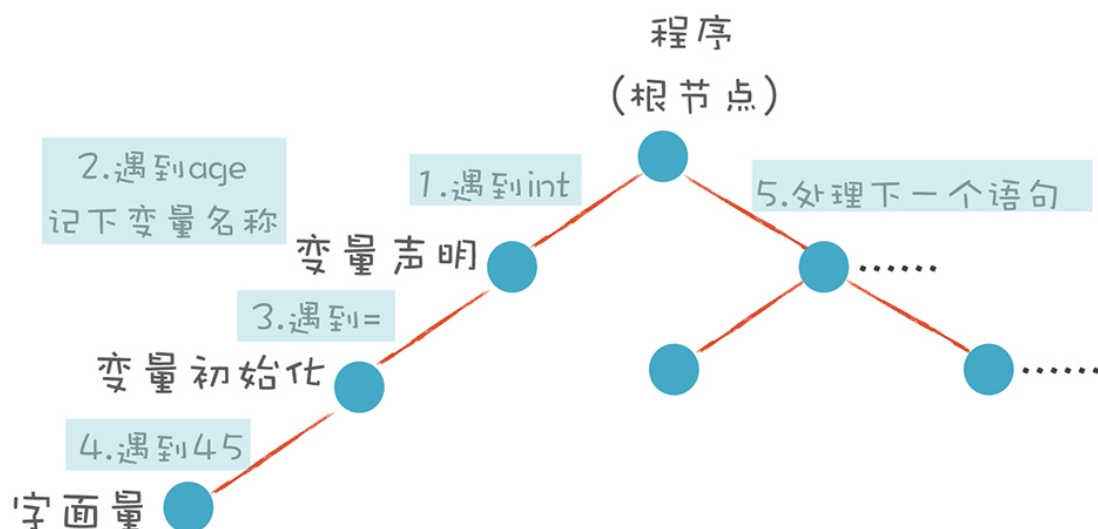 程序
(根节点)
2.遇到age
记下变量名称
1.遇到int
5.处理下一个语句
变量声明
......
3.遇到=
变量初始化
......
4.遇到45
字面量